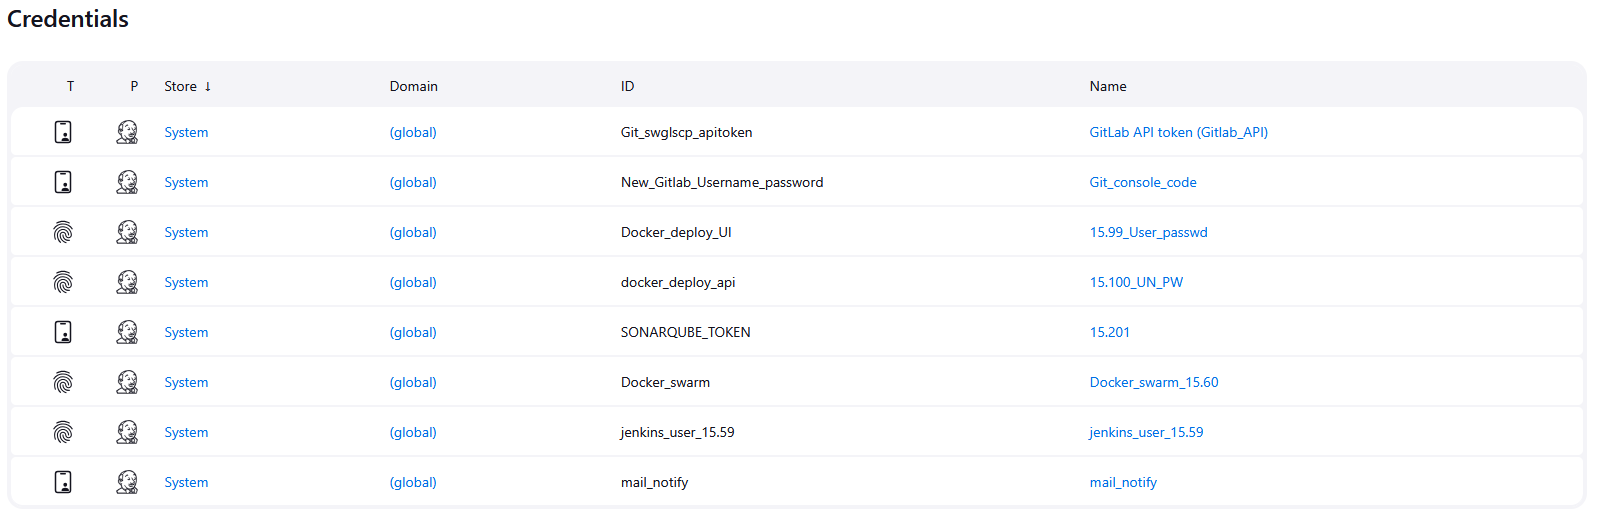 Credentials
T P Store ↓ Domain ID Name
System (global) Git_swglscp_apitoken GitLab API token (Gitlab_API)
System (global) New_Gitlab_Username_password Git_console_code
System (global) Docker_deploy_UI 15.99_User_passwd
System (global) docker_deploy_api 15.100_UN_PW
System (global) SONARQUBE_TOKEN 15.201
System (global) Docker_swarm Docker_swarm_15.60
System (global) jenkins_user_15.59 jenkins_user_15.59
System (global) mail_notify mail_notify